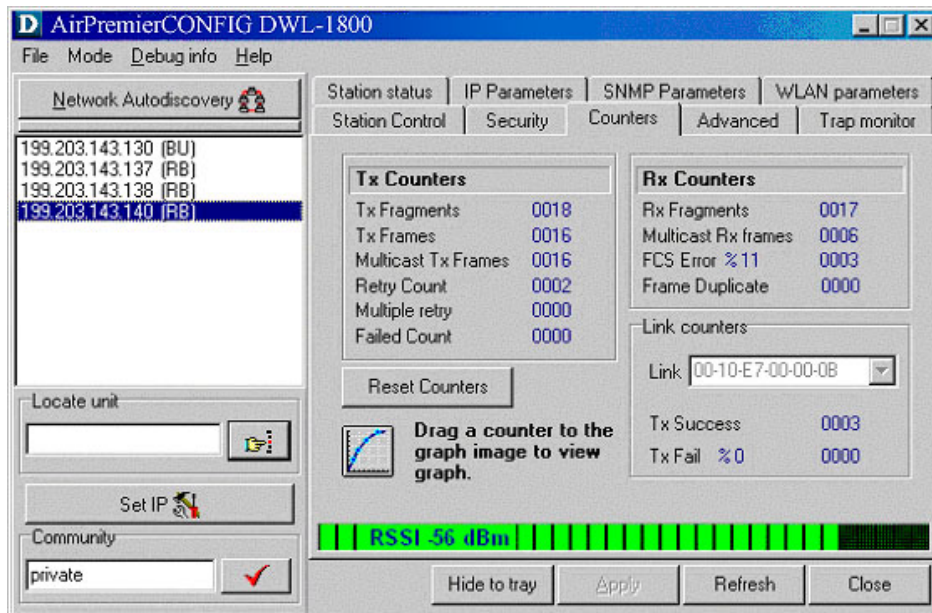 D AirPremierCONFIG DWL-1800
File Mode Debug info Help
Network Autodiscovery
199.203.143.130 (BU)
199.203.143.137 (RB)
199.203.143.138 (RB)
199.203.143.140 (RB)
Locate unit
Set IP
Community
private
Station status IP Parameters SNMP Parameters WLAN parameters
Station Control Security Counters Advanced Trap monitor
Tx Counters
Tx Fragments 0018
Tx Frames 0016
Multicast Tx Frames 0016
Retry Count 0002
Multiple retry 0000
Failed Count 0000
Reset Counters
Drag a counter to the
graph image to view
graph.
Rx Counters
Rx Fragments 0017
Multicast Rx frames 0006
FCS Error %11 0003
Frame Duplicate 0000
Link counters
Link 00-10-E7-00-00-0B
Tx Success 0003
Tx Fail %0 0000
RSSI -56 dBm
Hide to tray Apply Refresh Close